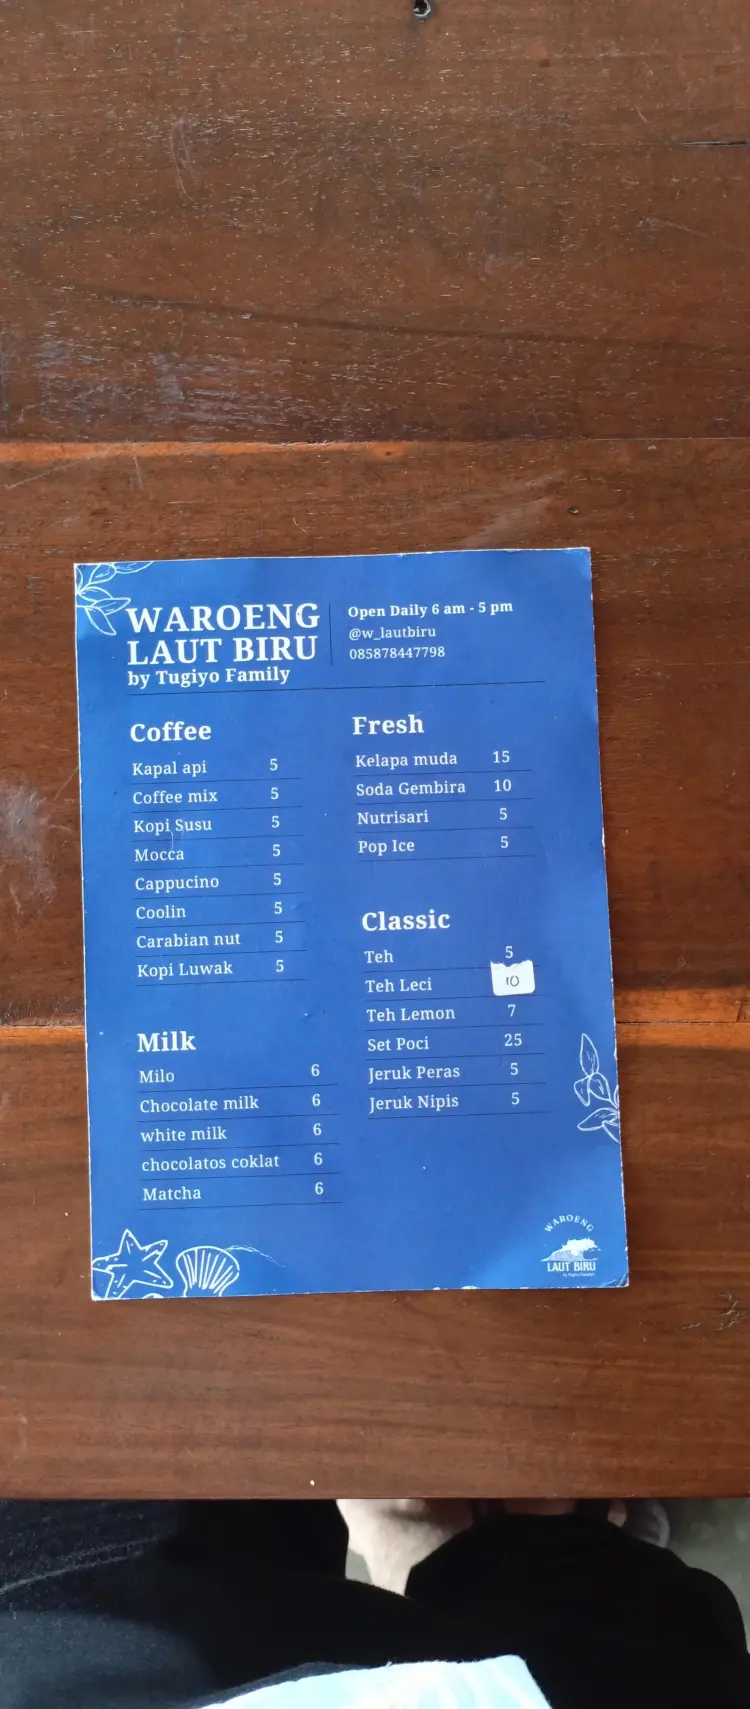 WAROENG
LAUT BIRU
by Tugiyo Family
Open Daily 6 am - 5 pm
@w_lautbiru
085878447798
Coffee
Kapal api 5
Coffee mix 5
Kopi Susu 5
Mocca 5
Cappucino 5
Coolin 5
Carabian nut 5
Kopi Luwak 5
Milk
Milo 6
Chocolate milk 6
white milk 6
chocolatos coklat 6
Matcha 6
Fresh
Kelapa muda 15
Soda Gembira 10
Nutrisari 5
Pop Ice 5
Classic
Teh 5
Teh Leci 10
Teh Lemon 7
Set Poci 25
Jeruk Peras 5
Jeruk Nipis 5
WAROENG
LAUT BIRU
by Tugiyo Family